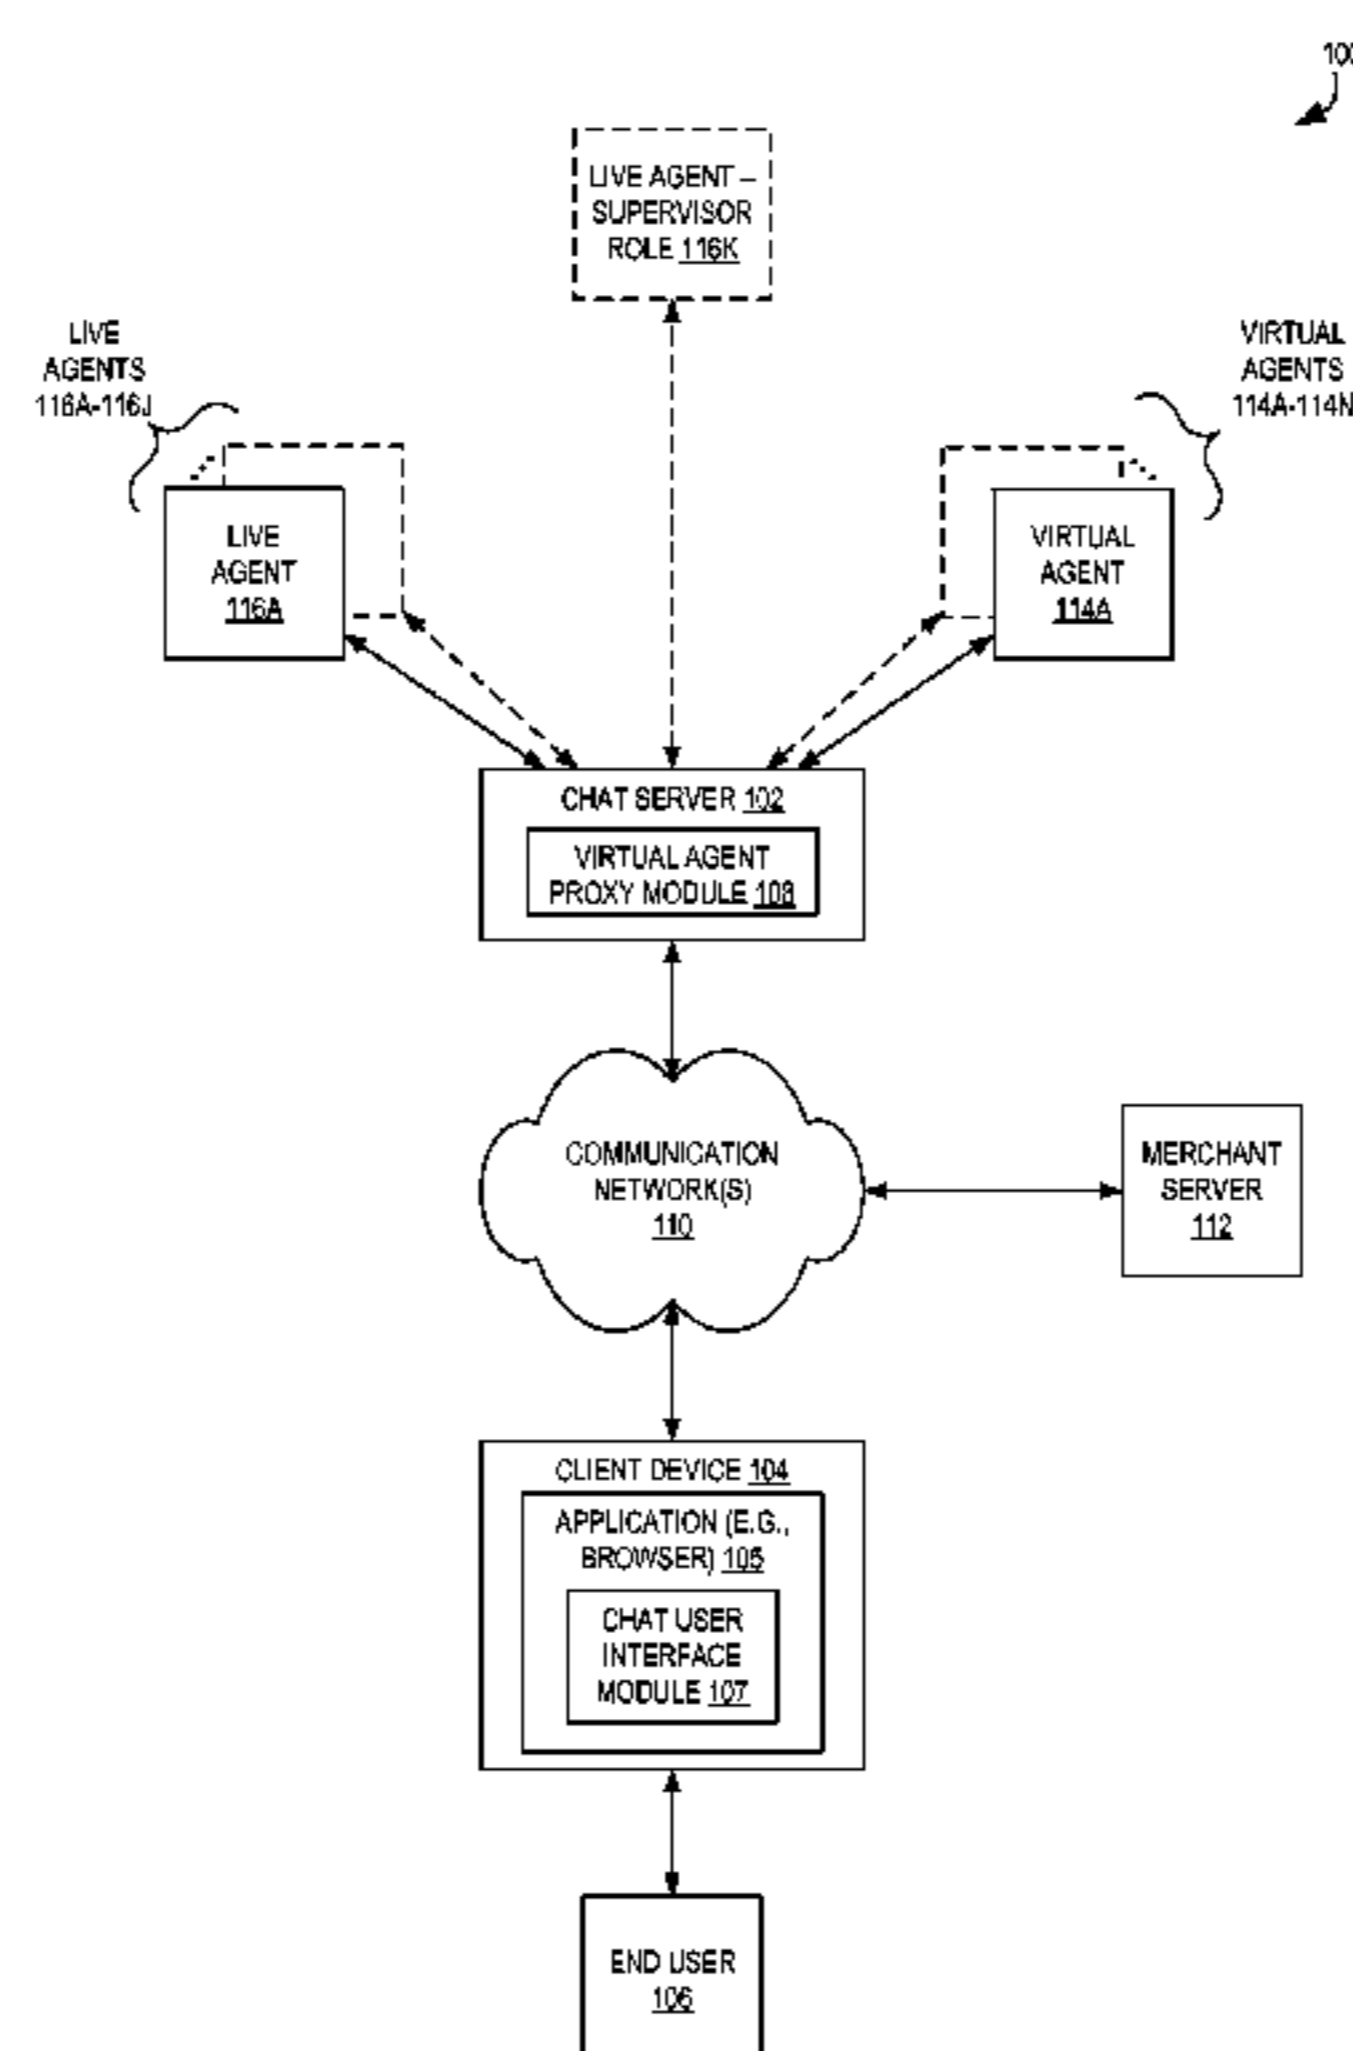 100
LIVE AGENT –
SUPERVISOR
ROLE 116K
LIVE
AGENTS
116A-116J
VIRTUAL
AGENTS
114A-114N
LIVE
AGENT
116A
VIRTUAL
AGENT
114A
CHAT SERVER 102
VIRTUAL AGENT
PROXY MODULE 108
COMMUNICATION
NETWORK(S)
110
MERCHANT
SERVER
112
CLIENT DEVICE 104
APPLICATION (E.G.,
BROWSER) 105
CHAT USER
INTERFACE
MODULE 107
END USER
106